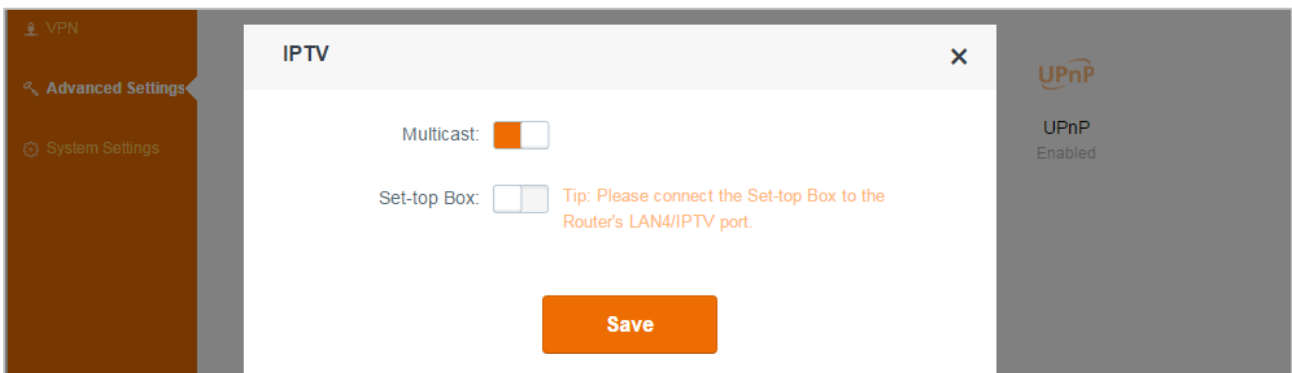 VPN
Advanced Settings
System Settings
IPTV
Multicast:
Set-top Box:
Tip: Please connect the Set-top Box to the
Router's LAN4/IPTV port.
Save
UPnP
UPnP
Enabled